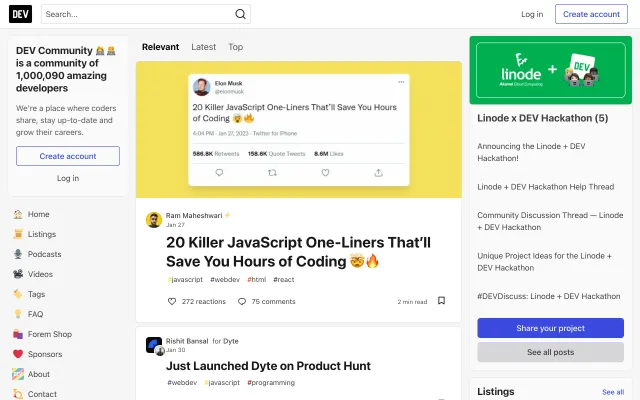 DEV
Search...
Log in
Create account
DEV Community
is a community of
1,000,090 amazing
developers
We're a place where coders
share, stay up-to-date and
grow their careers.
Create account
Log in
Home
Listings
Podcasts
Videos
Tags
FAQ
Forem Shop
Sponsors
About
Contact
Relevant
Latest
Top
Elon Musk
@elonmusk
20 Killer JavaScript One-Liners That'll Save You Hours
of Coding 🤯🔥
4:04 PM · Jan 27, 2023 · Twitter for iPhone
586.8K Retweets 158.6K Quote Tweets 8.6M Likes
Ram Maheshwari ⚡
Jan 27
20 Killer JavaScript One-Liners That'll
Save You Hours of Coding 🤯🔥
#javascript #webdev #html #react
272 reactions 75 comments 2 min read
Rishit Bansal for Dyte
Jan 30
Just Launched Dyte on Product Hunt
#webdev #javascript #programming
linode
Akamai Cloud Computing
+
DEV
Linode x DEV Hackathon (5)
Announcing the Linode + DEV
Hackathon!
Linode + DEV Hackathon Help Thread
Community Discussion Thread — Linode
+ DEV Hackathon
Unique Project Ideas for the Linode +
DEV Hackathon
#DEVDiscuss: Linode + DEV Hackathon
Share your project
See all posts
Listings
See all